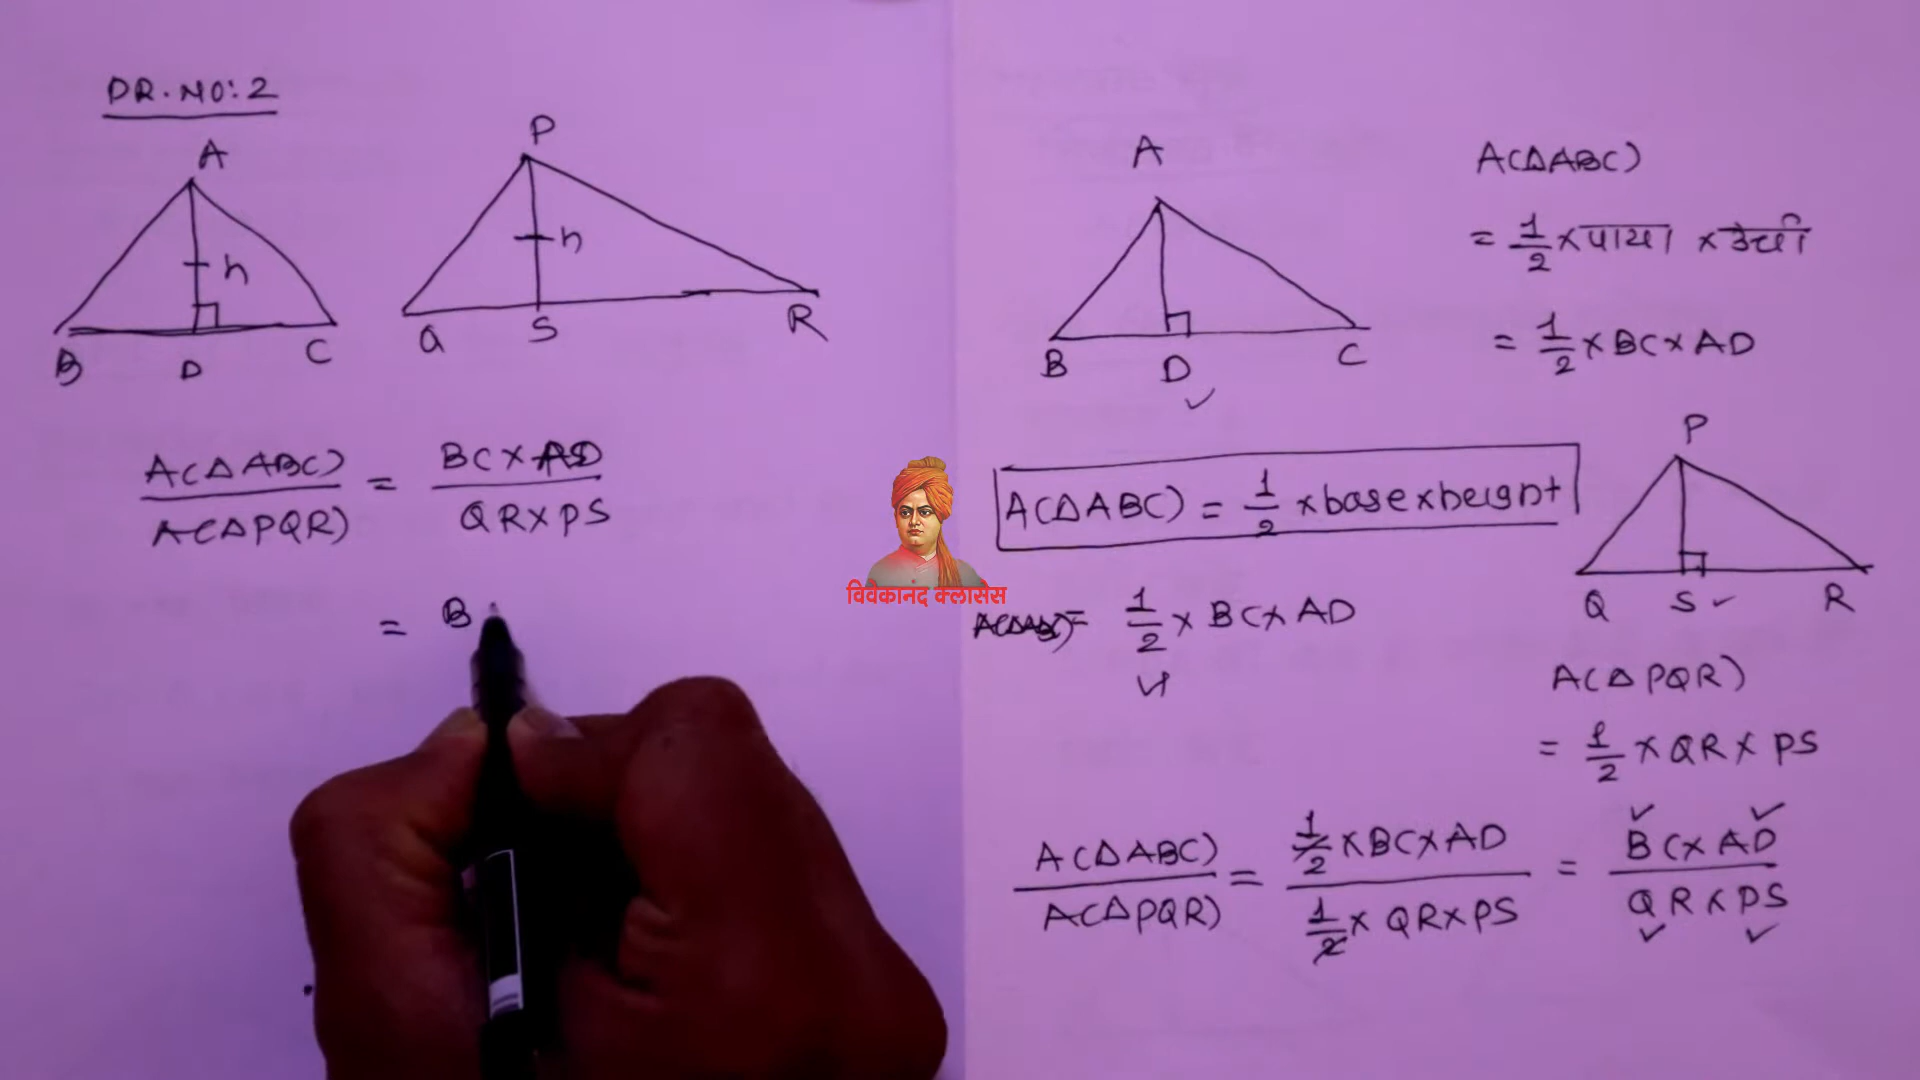 DR. NO: 2
A
P
h
h
B
D
C
Q
S
R
A(△ABC) / A(△PQR) = BC × AD / QR × PS
= B
विवेकानंद क्लासेस
A
B
D
C
A(△ABC)
= 1/2 × पाया × उंची
= 1/2 × BC × AD
A(△ABC) = 1/2 × base × height
= 1/2 × BC × AD
P
Q
S
R
A(△PQR)
= 1/2 × QR × PS
A(△ABC) / A(△PQR) = 1/2 × BC × AD / 1/2 × QR × PS = BC × AD / QR × PS